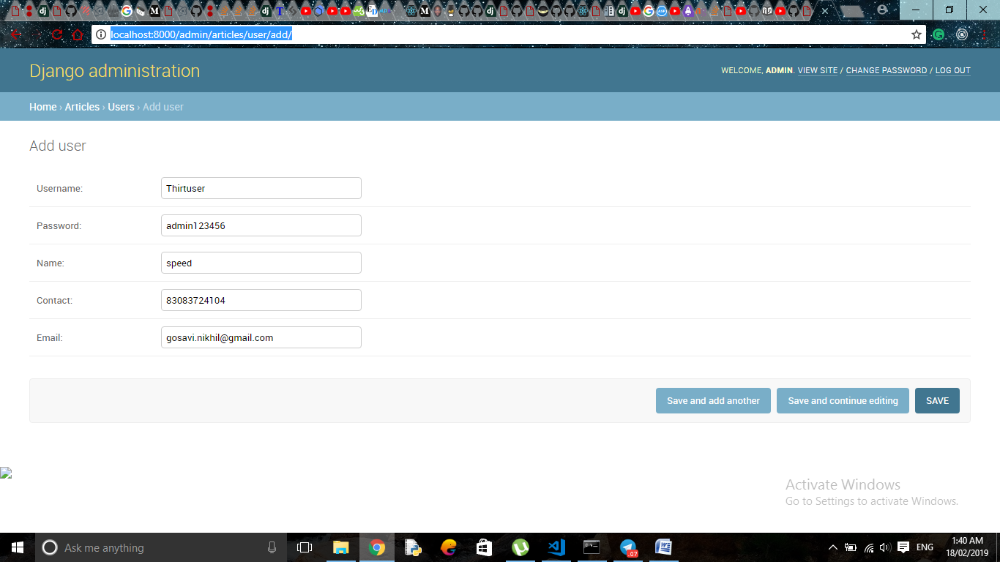 localhost:8000/admin/articles/user/add/
Django administration
WELCOME, ADMIN. VIEW SITE / CHANGE PASSWORD / LOG OUT
Home › Articles › Users › Add user
Add user
Username: Thirtuser
Password: admin123456
Name: speed
Contact: 83083724104
Email: gosavi.nikhil@gmail.com
Save and add another Save and continue editing SAVE
Activate Windows
Go to Settings to activate Windows.
Ask me anything
.07
ENG
1:40 AM
18/02/2019